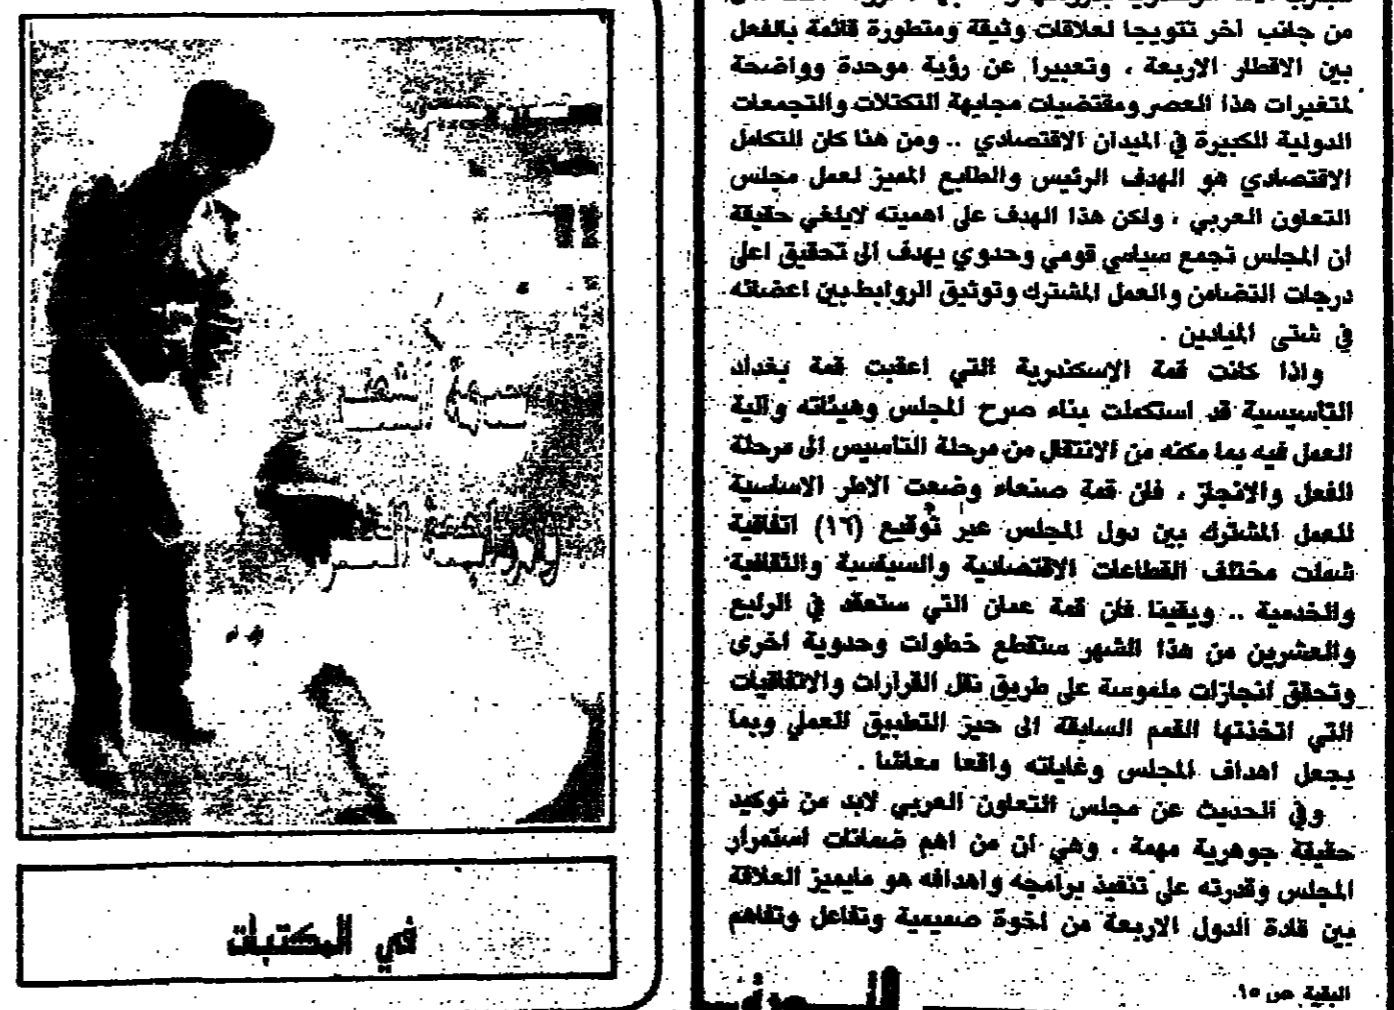 من جانب آخر تتويجا لعلاقات وثيقة ومتطورة قائمة بالفعل
بين الاقطار الاربعة ، وتعبيرا عن رؤية موحدة وواضحة
لمتغيرات هذا العصر ومقتضيات مجابهة التكتلات والتجمعات
الدولية الكبيرة في الميدان الاقتصادي .. ومن هنا كان التكامل
الاقتصادي هو الهدف الرئيس والطابع المميز لعمل مجلس
التعاون العربي ، ولكن هذا الهدف على اهميته لايلغي حقيقة
ان المجلس تجمع سياسي قومي وحدوي يهدف الى تحقيق اعلى
درجات التضامن والعمل المشترك وتوثيق الروابط بين اعضائه
في شتى الميادين .
واذا كانت قمة الاسكندرية التي اعقبت قمة بغداد
التأسيسية قد استكملت بناء صرح المجلس وهيئاته وآلية
العمل فيه بما مكنه من الانتقال من مرحلة التأسيس الى مرحلة
الفعل والانجاز ، فان قمة صنعاء وضعت الاطر الاساسية
للعمل المشترك بين دول المجلس عبر توقيع (١٦) اتفاقية
شملت مختلف القطاعات الاقتصادية والسياسية والثقافية
والخدمية .. ويقينا فان قمة عمان التي ستعقد في الرابع
والعشرين من هذا الشهر ستقطع خطوات وحدوية اخرى
وتحقق انجازات ملموسة على طريق نقل القرارات والاتفاقيات
التي اتخذتها القمم السابقة الى حيز التطبيق العملي وبما
يجعل اهداف المجلس وغاياته واقعا معاشا .
وفي الحديث عن مجلس التعاون العربي لابد من توكيد
حقيقة جوهرية مهمة ، وهي ان من اهم ضمانات استمرار
المجلس وقدرته على تنفيذ برامجه واهدافه هو مايميز العلاقة
بين قادة الدول الاربعة من اخوة صميمية وتفاعل وتفاهم
البقية ص ١٥.
في المكتبات